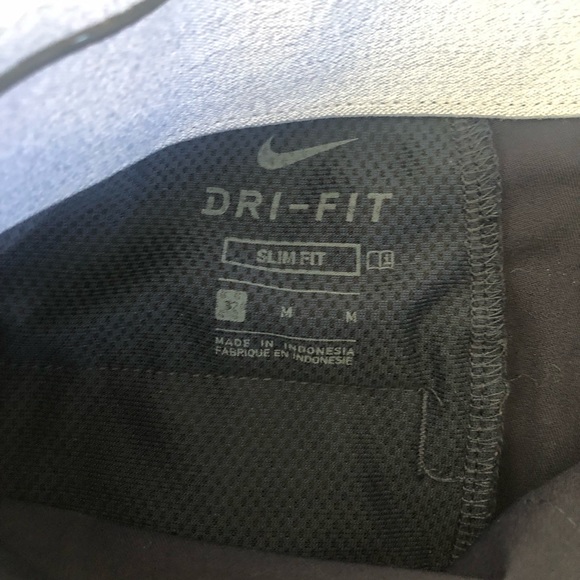 DRI-FIT
SLIM FIT
M M
MADE IN INDONESIA
FABRIQUE EN INDONESIE